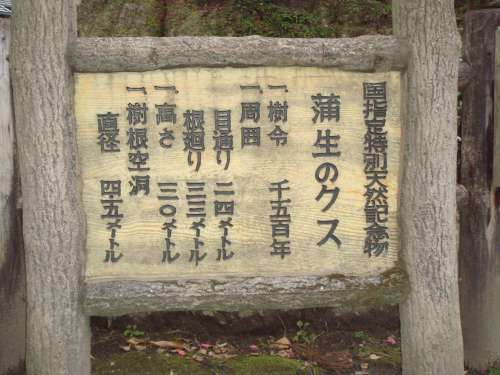 国指定特別天然記念物
蒲生のクス
一、樹令 千五百年
一、周囲
目通り 二四メートル
根廻り 三三メートル
一、高さ 三〇メートル
一、樹根空洞
直径 四・五メートル